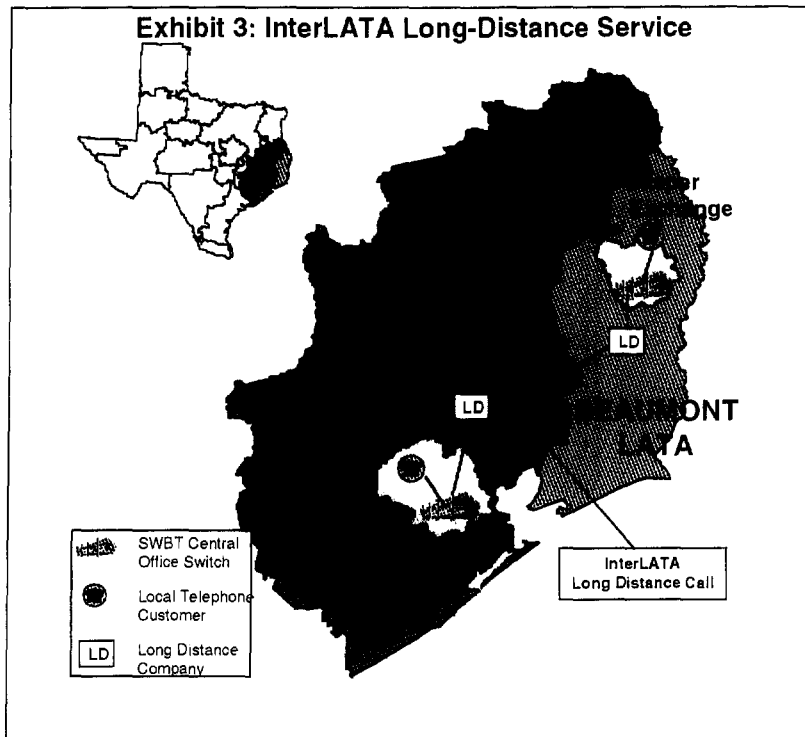 Exhibit 3: InterLATA Long-Distance Service
LD
LD
BEAUMONT
LATA
SWBT Central
Office Switch
Local Telephone
Customer
LD
Long Distance
Company
InterLATA
Long Distance Call